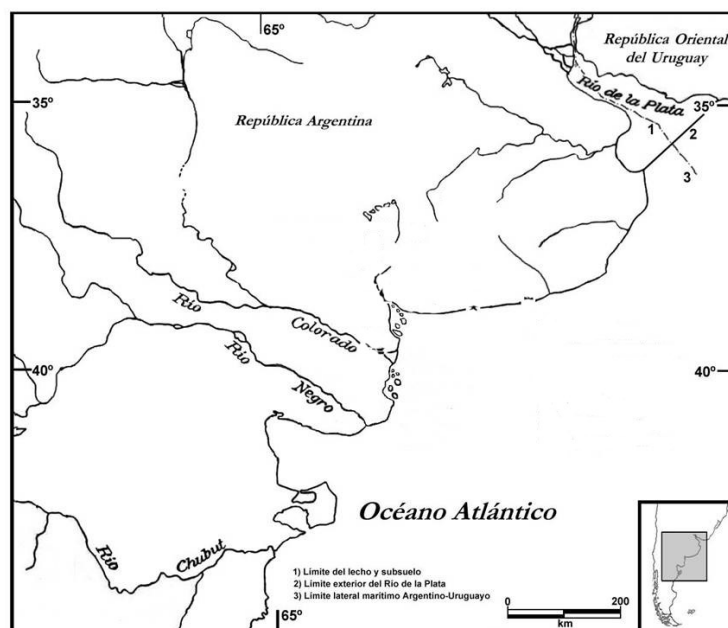 65º
República Oriental
del Uruguay
Río de la Plata
35º
35º
1
2
3
República Argentina
Río
Colorado
Río
Negro
40º
40º
Océano Atlántico
Río
Chubut
1) Límite del lecho y subsuelo
2) Límite exterior del Río de la Plata
3) Límite lateral marítimo Argentino-Uruguayo
65º
0
200
km